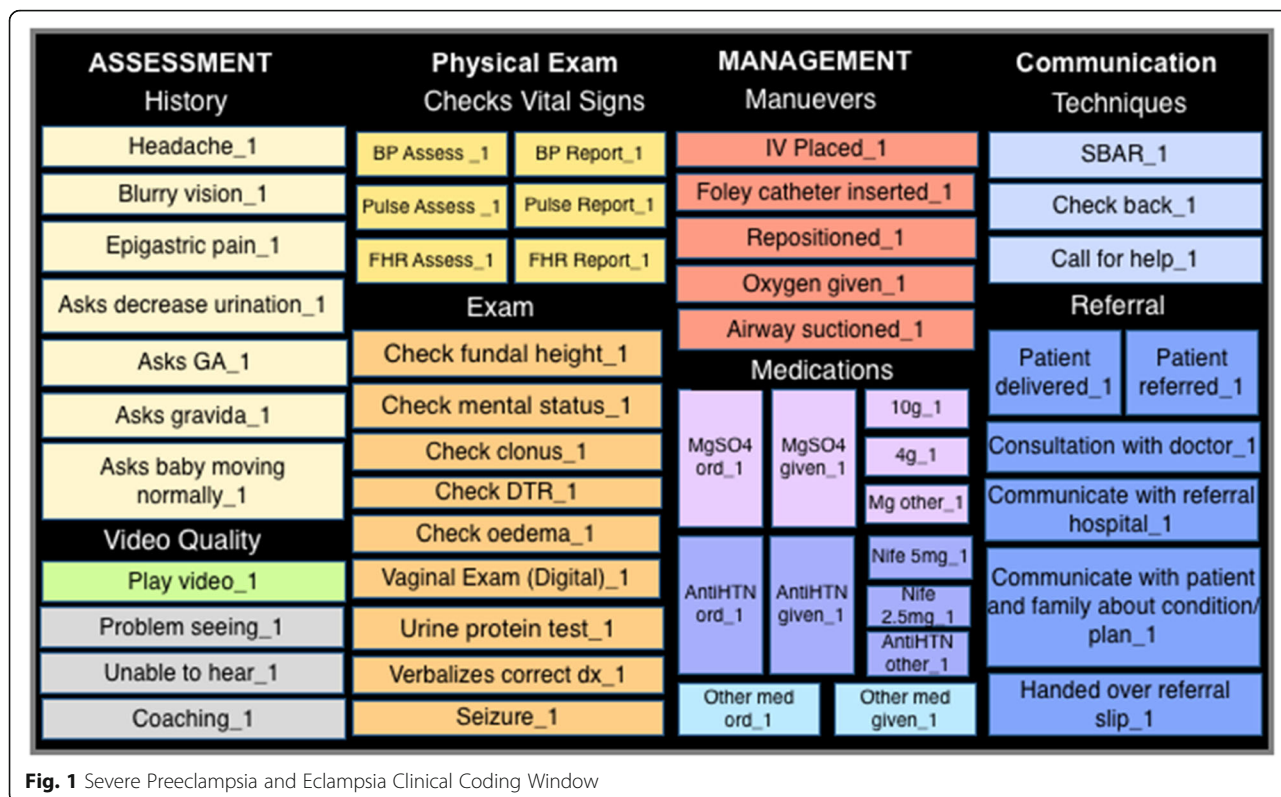 ASSESSMENT
History
Headache_1
Blurry vision_1
Epigastric pain_1
Asks decrease urination_1
Asks GA_1
Asks gravida_1
Asks baby moving
normally_1
Video Quality
Play video_1
Problem seeing_1
Unable to hear_1
Coaching_1
Physical Exam
Checks Vital Signs
BP Assess _1
BP Report_1
Pulse Assess _1
Pulse Report_1
FHR Assess_1
FHR Report_1
Exam
Check fundal height_1
Check mental status_1
Check clonus_1
Check DTR_1
Check oedema_1
Vaginal Exam (Digital)_1
Urine protein test_1
Verbalizes correct dx_1
Seizure_1
MANAGEMENT
Manuevers
IV Placed_1
Foley catheter inserted_1
Repositioned_1
Oxygen given_1
Airway suctioned_1
Medications
MgSO4
ord_1
MgSO4
given_1
10g_1
4g_1
Mg other_1
AntiHTN
ord_1
AntiHTN
given_1
Nife 5mg_1
Nife
2.5mg_1
AntiHTN
other_1
Other med
ord_1
Other med
given_1
Communication
Techniques
SBAR_1
Check back_1
Call for help_1
Referral
Patient
delivered_1
Patient
referred_1
Consultation with doctor_1
Communicate with referral
hospital_1
Communicate with patient
and family about condition/
plan_1
Handed over referral
slip_1
Fig. 1 Severe Preeclampsia and Eclampsia Clinical Coding Window